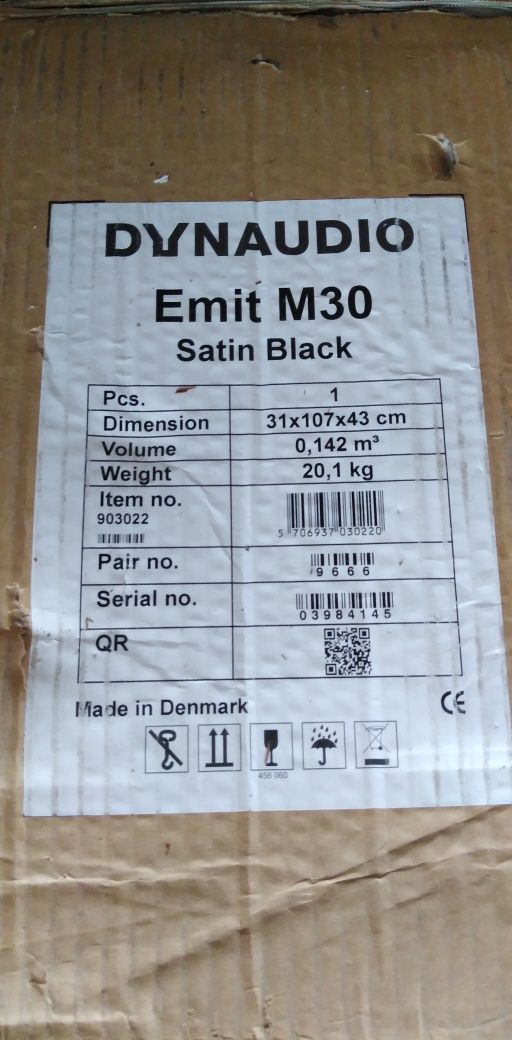 DYNAUDIO
Emit M30
Satin Black
Pcs. 1
Dimension 31x107x43 cm
Volume 0,142 m³
Weight 20,1 kg
Item no.
903022
5 706937 030220
Pair no.
9666
Serial no.
03984145
QR
Made in Denmark CE
456 060